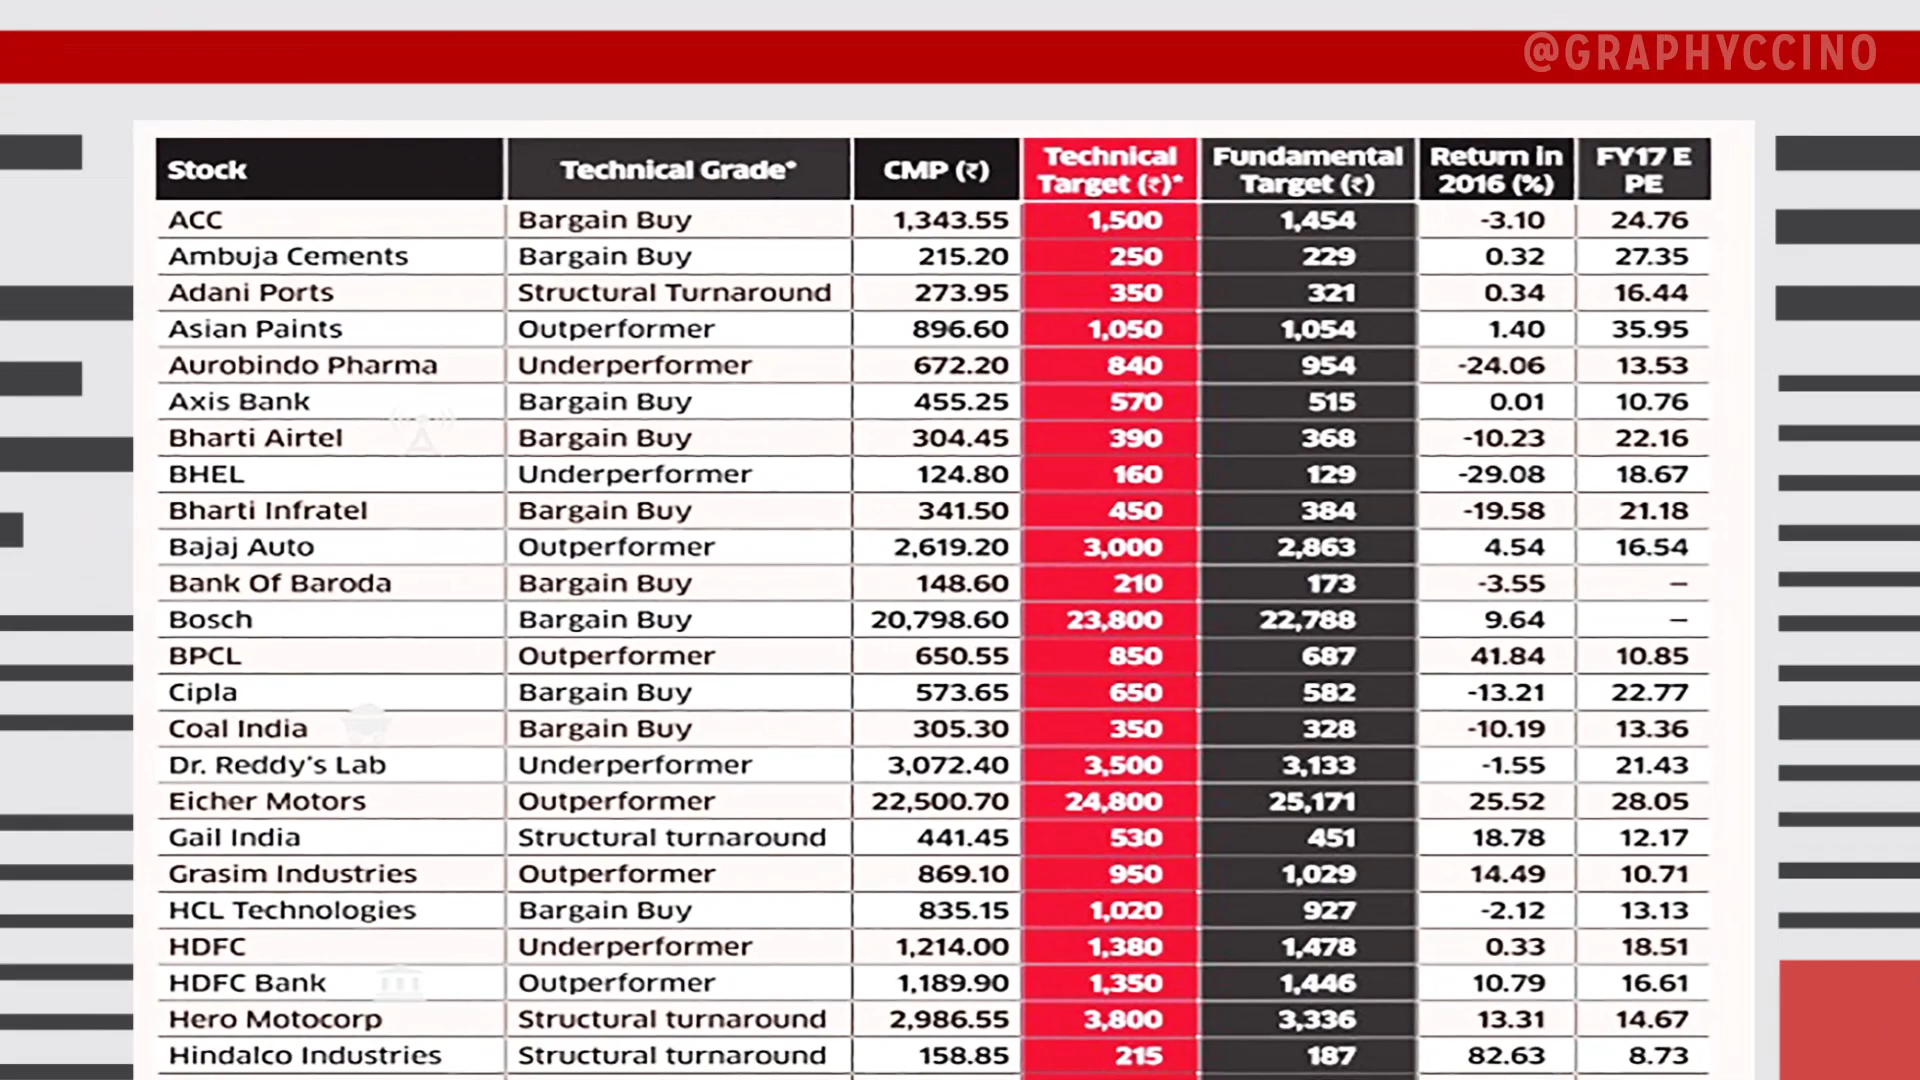 @GRAPHYCCINO
Stock Technical Grade* CMP (₹) Technical Target (₹)* Fundamental Target (₹) Return in 2016 (%) FY17 E PE
ACC Bargain Buy 1,343.55 1,500 1,454 -3.10 24.76
Ambuja Cements Bargain Buy 215.20 250 229 0.32 27.35
Adani Ports Structural Turnaround 273.95 350 321 0.34 16.44
Asian Paints Outperformer 896.60 1,050 1,054 1.40 35.95
Aurobindo Pharma Underperformer 672.20 840 954 -24.06 13.53
Axis Bank Bargain Buy 455.25 570 515 0.01 10.76
Bharti Airtel Bargain Buy 304.45 390 368 -10.23 22.16
BHEL Underperformer 124.80 160 129 -29.08 18.67
Bharti Infratel Bargain Buy 341.50 450 384 -19.58 21.18
Bajaj Auto Outperformer 2,619.20 3,000 2,863 4.54 16.54
Bank Of Baroda Bargain Buy 148.60 210 173 -3.55 –
Bosch Bargain Buy 20,798.60 23,800 22,788 9.64 –
BPCL Outperformer 650.55 850 687 41.84 10.85
Cipla Bargain Buy 573.65 650 582 -13.21 22.77
Coal India Bargain Buy 305.30 350 328 -10.19 13.36
Dr. Reddy's Lab Underperformer 3,072.40 3,500 3,133 -1.55 21.43
Eicher Motors Outperformer 22,500.70 24,800 25,171 25.52 28.05
Gail India Structural turnaround 441.45 530 451 18.78 12.17
Grasim Industries Outperformer 869.10 950 1,029 14.49 10.71
HCL Technologies Bargain Buy 835.15 1,020 927 -2.12 13.13
HDFC Underperformer 1,214.00 1,380 1,478 0.33 18.51
HDFC Bank Outperformer 1,189.90 1,350 1,446 10.79 16.61
Hero Motocorp Structural turnaround 2,986.55 3,800 3,336 13.31 14.67
Hindalco Industries Structural turnaround 158.85 215 187 82.63 8.73